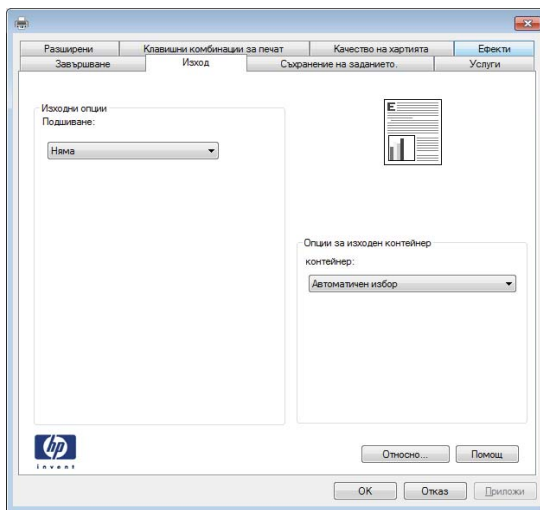 Разширени Клавишни комбинации за печат Качество на хартията Ефекти
Завършване Изход Съхранение на заданието. Услуги
Изходни опции
Подшиване:
Няма
E
Опции за изходен контейнер
контейнер:
Автоматичен избор
hp
invent
Относно... Помощ
OK Отказ Приложи